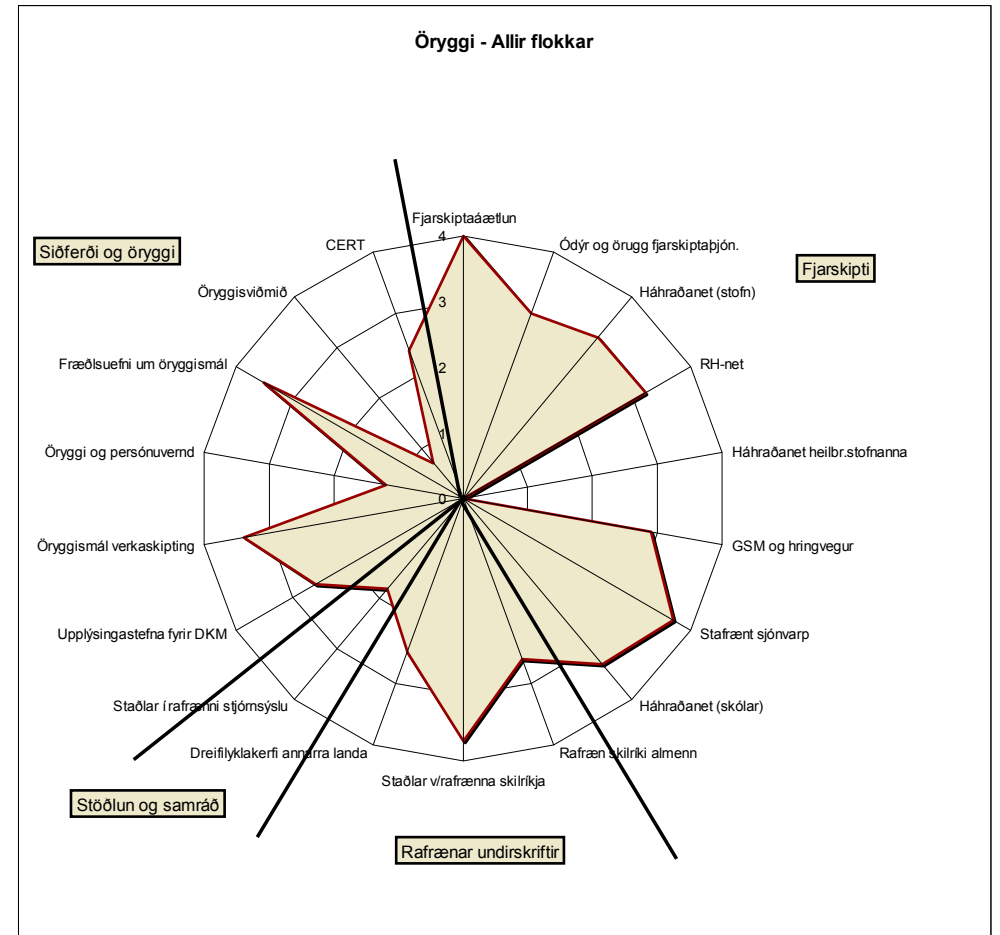 Öryggi - Allir flokkar
Fjarskiptaáætlun
Ódýr og örugg fjarskiptaþjón.
Háhraðanet (stofn)
RH-net
Háhraðanet heilbr.stofnanna
GSM og hringvegur
Stafrænt sjónvarp
Háhraðanet (skólar)
Rafræn skilríki almenn
Staðlar v/rafrænna skilríkja
Dreifilyklakerfi annarra landa
Staðlar í rafrænni stjórnsýslu
Upplýsingastefna fyrir DKM
Öryggismál verkaskipting
Öryggi og persónuvernd
Fræðlsuefni um öryggismál
Öryggisviðmið
CERT
4
3
2
1
0
Siðferði og öryggi
Fjarskipti
Stöðlun og samráð
Rafrænar undirskriftir